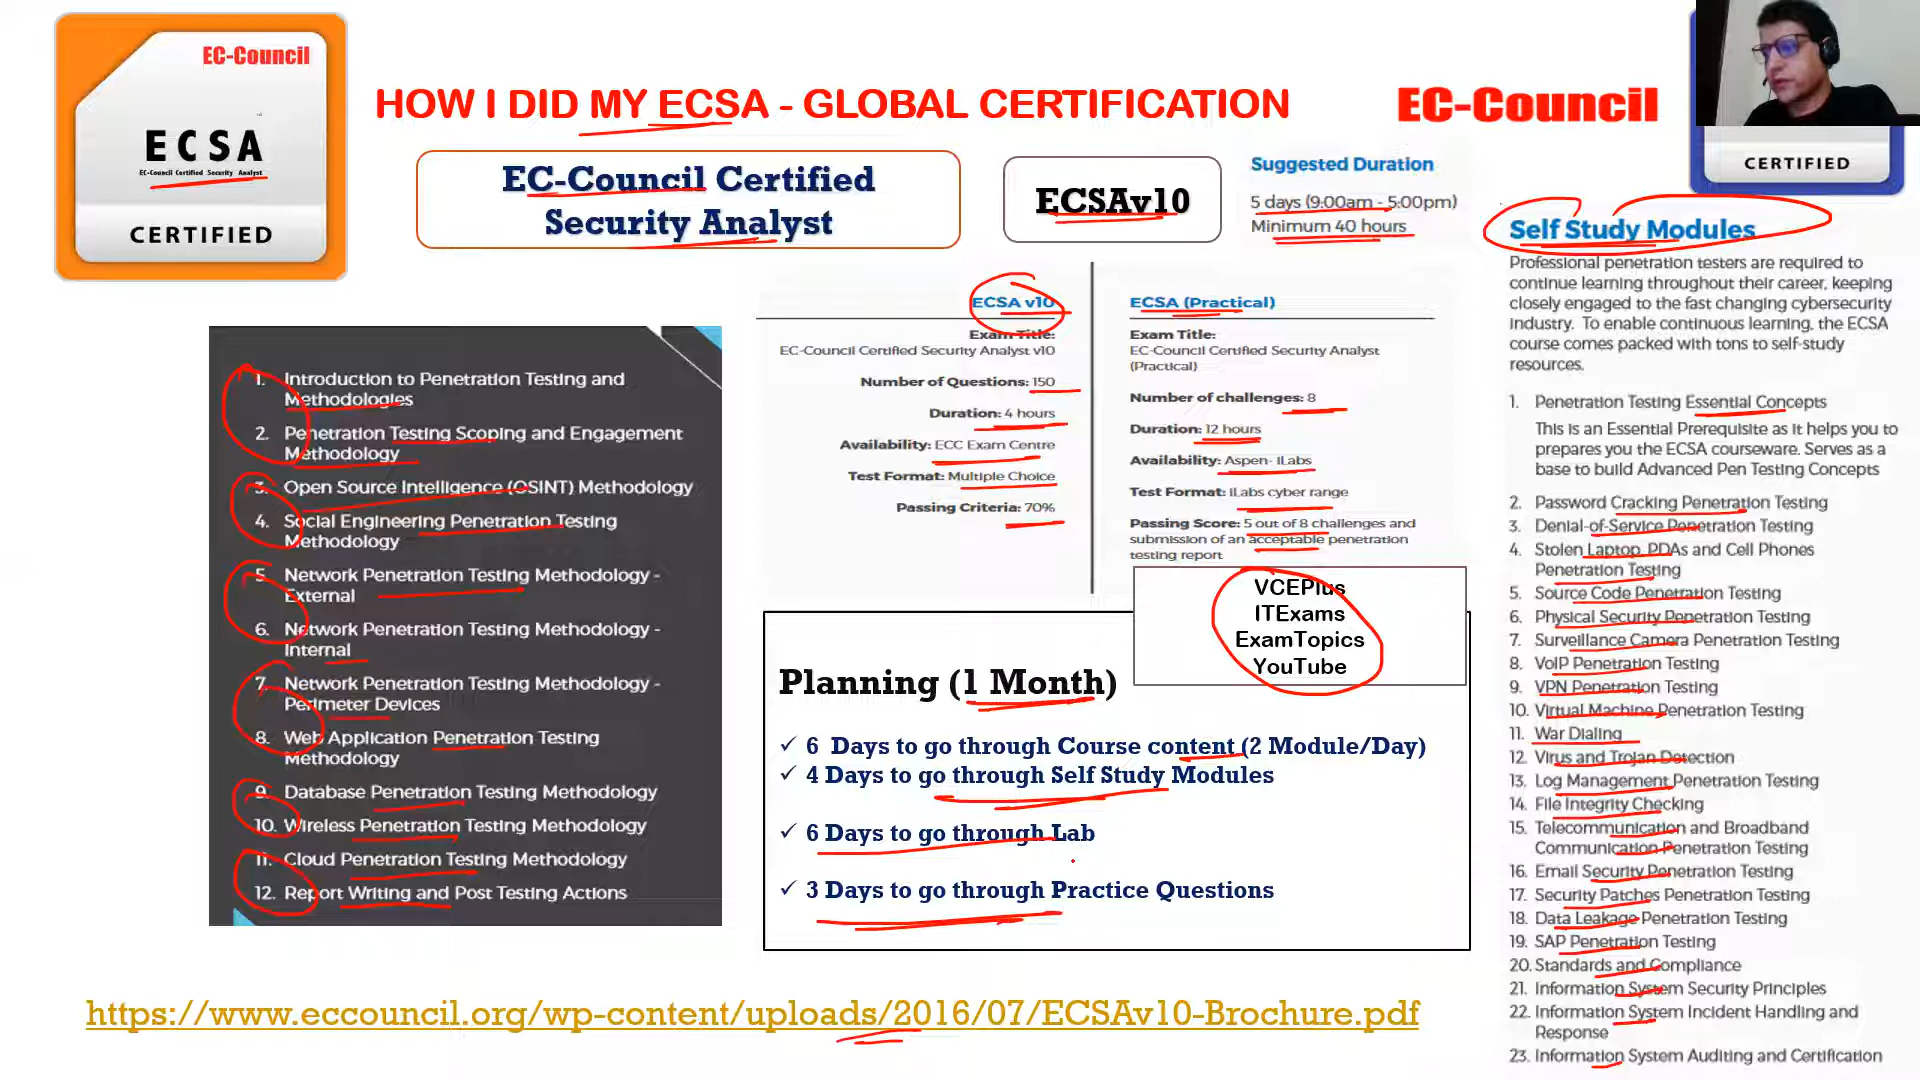 EC-Council
ECSA
EC-Council Certified Security Analyst
CERTIFIED
HOW I DID MY ECSA - GLOBAL CERTIFICATION
EC-Council
CERTIFIED
EC-Council Certified
Security Analyst
ECSAv10
Suggested Duration
5 days (9:00am - 5:00pm)
Minimum 40 hours
1. Introduction to Penetration Testing and
Methodologies
2. Penetration Testing Scoping and Engagement
Methodology
3. Open Source Intelligence (OSINT) Methodology
4. Social Engineering Penetration Testing
Methodology
5. Network Penetration Testing Methodology -
External
6. Network Penetration Testing Methodology -
Internal
7. Network Penetration Testing Methodology -
Perimeter Devices
8. Web Application Penetration Testing
Methodology
9. Database Penetration Testing Methodology
10. Wireless Penetration Testing Methodology
11. Cloud Penetration Testing Methodology
12. Report Writing and Post Testing Actions
ECSA v10
Exam Title:
EC-Council Certified Security Analyst v10
Number of Questions: 150
Duration: 4 hours
Availability: ECC Exam Centre
Test Format: Multiple Choice
Passing Criteria: 70%
ECSA (Practical)
Exam Title:
EC-Council Certified Security Analyst
(Practical)
Number of challenges: 8
Duration: 12 hours
Availability: Aspen- iLabs
Test Format: iLabs cyber range
Passing Score: 5 out of 8 challenges and
submission of an acceptable penetration
testing report
VCEPlus
ITExams
ExamTopics
YouTube
Planning (1 Month)
✓ 6 Days to go through Course content (2 Module/Day)
✓ 4 Days to go through Self Study Modules
✓ 6 Days to go through Lab
✓ 3 Days to go through Practice Questions
Self Study Modules
Professional penetration testers are required to
continue learning throughout their career, keeping
closely engaged to the fast changing cybersecurity
industry. To enable continuous learning, the ECSA
course comes packed with tons to self-study
resources.
1. Penetration Testing Essential Concepts
This is an Essential Prerequisite as it helps you to
prepares you the ECSA courseware. Serves as a
base to build Advanced Pen Testing Concepts
2. Password Cracking Penetration Testing
3. Denial-of-Service Penetration Testing
4. Stolen Laptop, PDAs and Cell Phones
Penetration Testing
5. Source Code Penetration Testing
6. Physical Security Penetration Testing
7. Surveillance Camera Penetration Testing
8. VoIP Penetration Testing
9. VPN Penetration Testing
10. Virtual Machine Penetration Testing
11. War Dialing
12. Virus and Trojan Detection
13. Log Management Penetration Testing
14. File Integrity Checking
15. Telecommunication and Broadband
Communication Penetration Testing
16. Email Security Penetration Testing
17. Security Patches Penetration Testing
18. Data Leakage Penetration Testing
19. SAP Penetration Testing
20. Standards and Compliance
21. Information System Security Principles
22. Information System Incident Handling and
Response
23. Information System Auditing and Certification
https://www.eccouncil.org/wp-content/uploads/2016/07/ECSAv10-Brochure.pdf